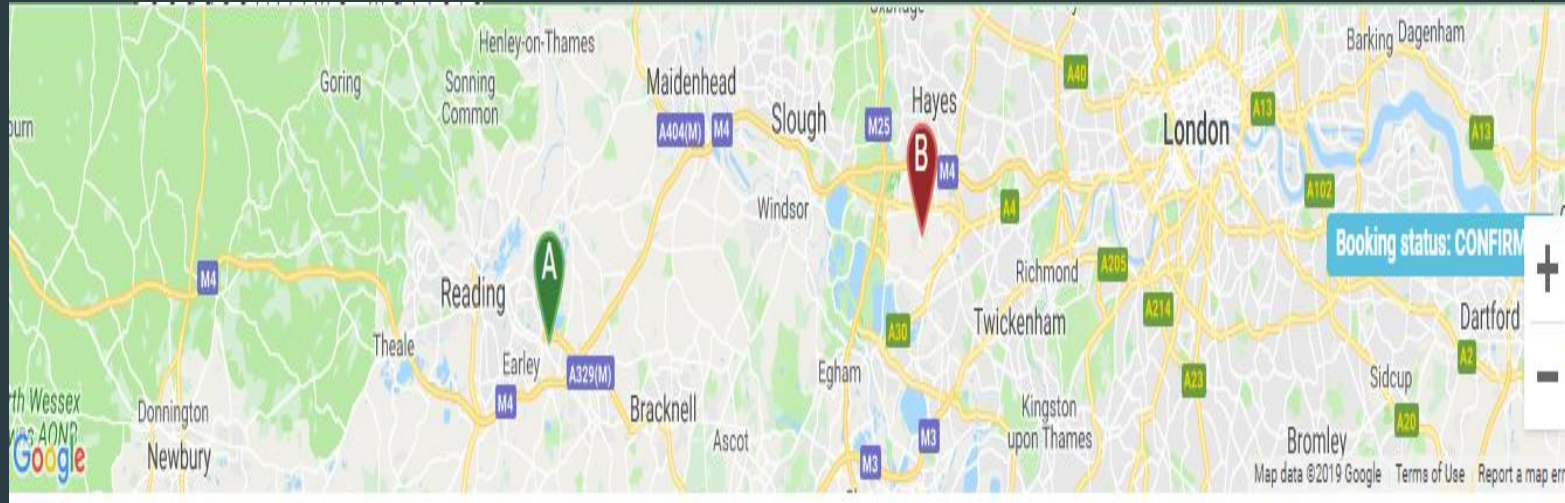 Henley-on-Thames
Barking
Dagenham
Goring
Sonning
Common
Maidenhead
A40
Hayes
Slough
M25
A404(M)
M4
London
A13
A13
B
M4
Windsor
A4
A102
Booking status: CONFIRM
A
Reading
M4
Richmond
A205
+
Theale
Earley
A329(M)
A30
Twickenham
A214
Dartford
A2
Egham
A23
Sidcup
−
M4
Bracknell
Kingston
upon Thames
A20
th Wessex
AONB
Donnington
Ascot
M3
M3
Bromley
Google
Newbury
Map data ©2019 Google
Terms of Use
Report a map err